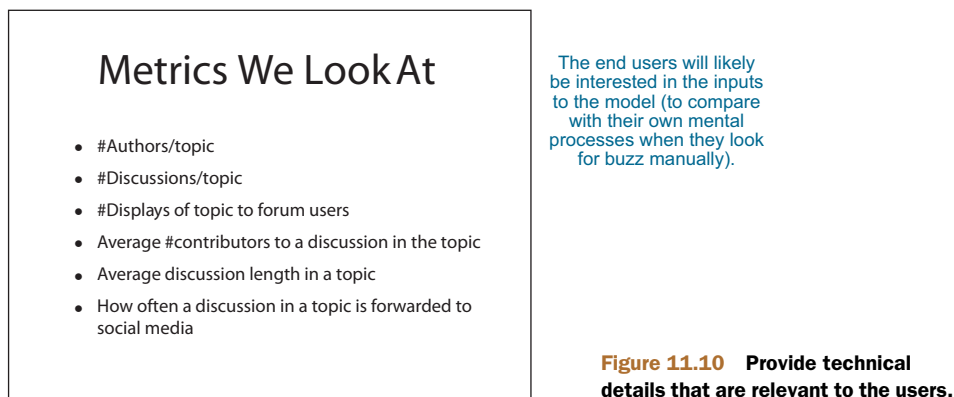 Metrics We Look At
• #Authors/topic
• #Discussions/topic
• #Displays of topic to forum users
• Average #contributors to a discussion in the topic
• Average discussion length in a topic
• How often a discussion in a topic is forwarded to
social media
The end users will likely
be interested in the inputs
to the model (to compare
with their own mental
processes when they look
for buzz manually).
Figure 11.10 Provide technical
details that are relevant to the users.